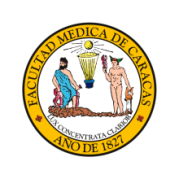 FACULTAD MEDICA DE CARACAS
LUX CONCENTRATA CLARIOR
AÑO DE 1827